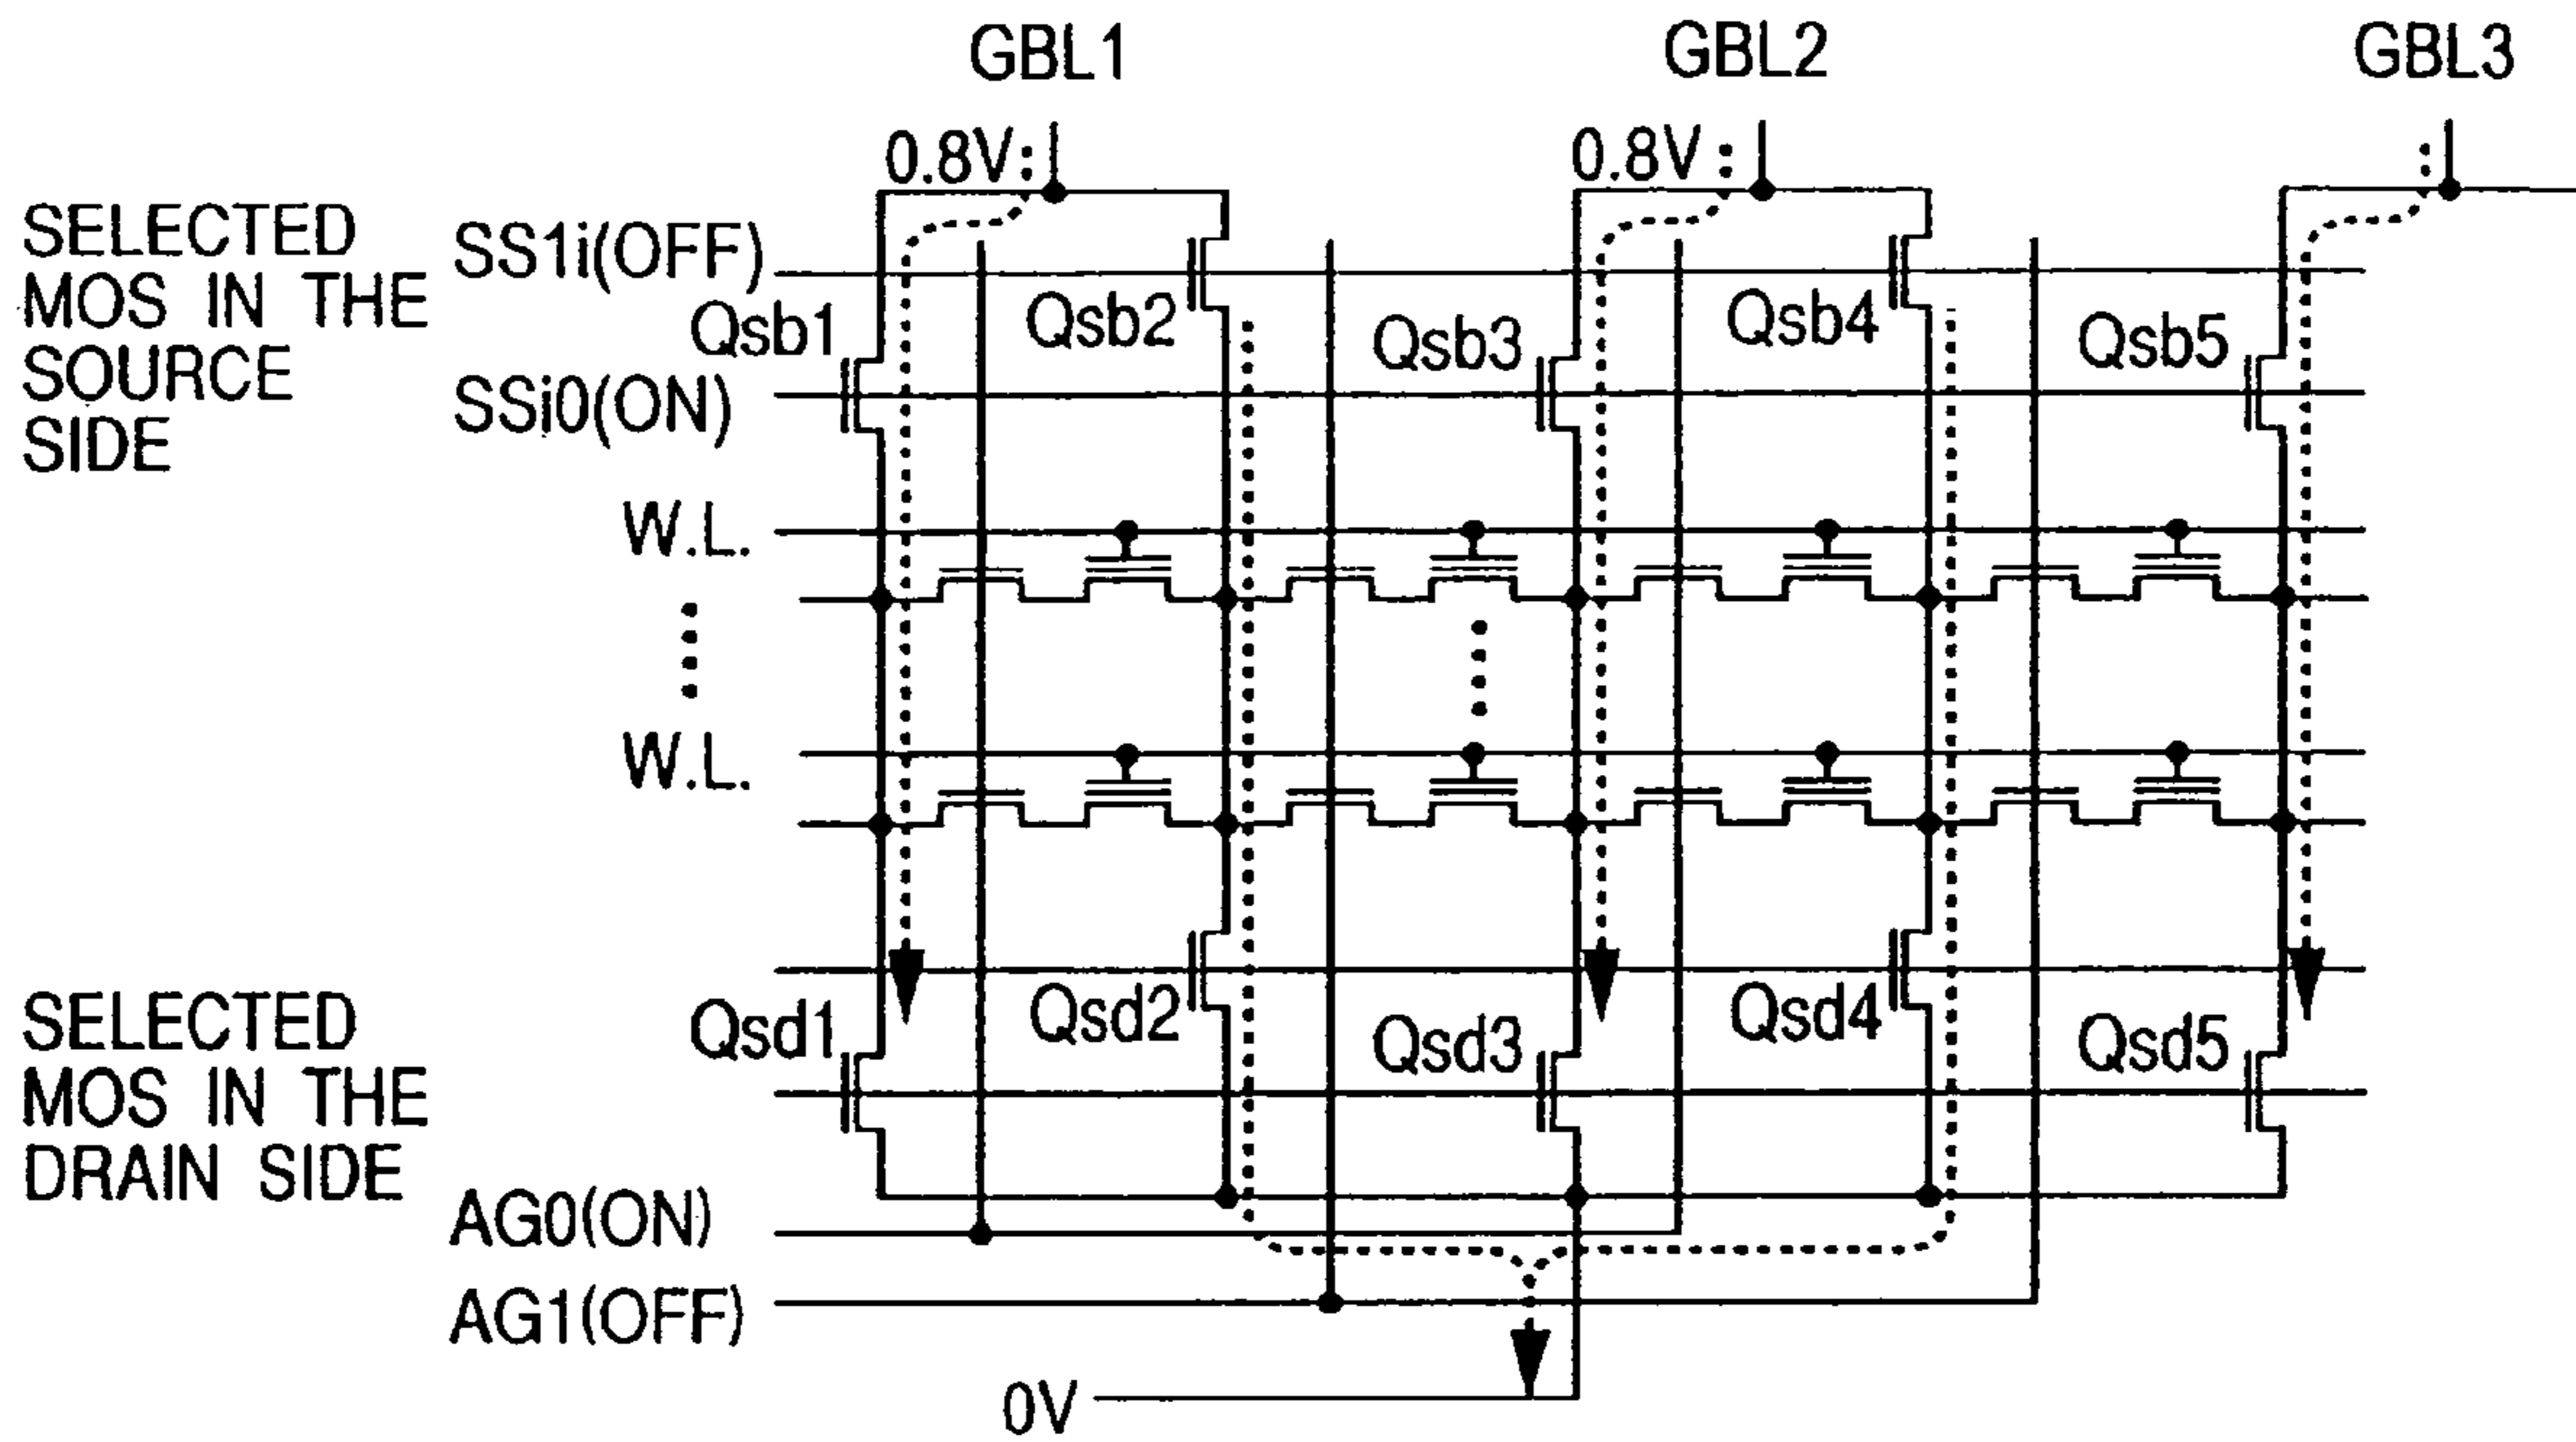 GBL1
GBL2
GBL3
0.8V
0.8V
SELECTED
MOS IN THE
SOURCE
SIDE
SS1i(OFF)
Qsb1
Qsb2
Qsb3
Qsb4
Qsb5
SSi0(ON)
W.L.
W.L.
SELECTED
MOS IN THE
DRAIN SIDE
Qsd1
Qsd2
Qsd3
Qsd4
Qsd5
AG0(ON)
AG1(OFF)
0V